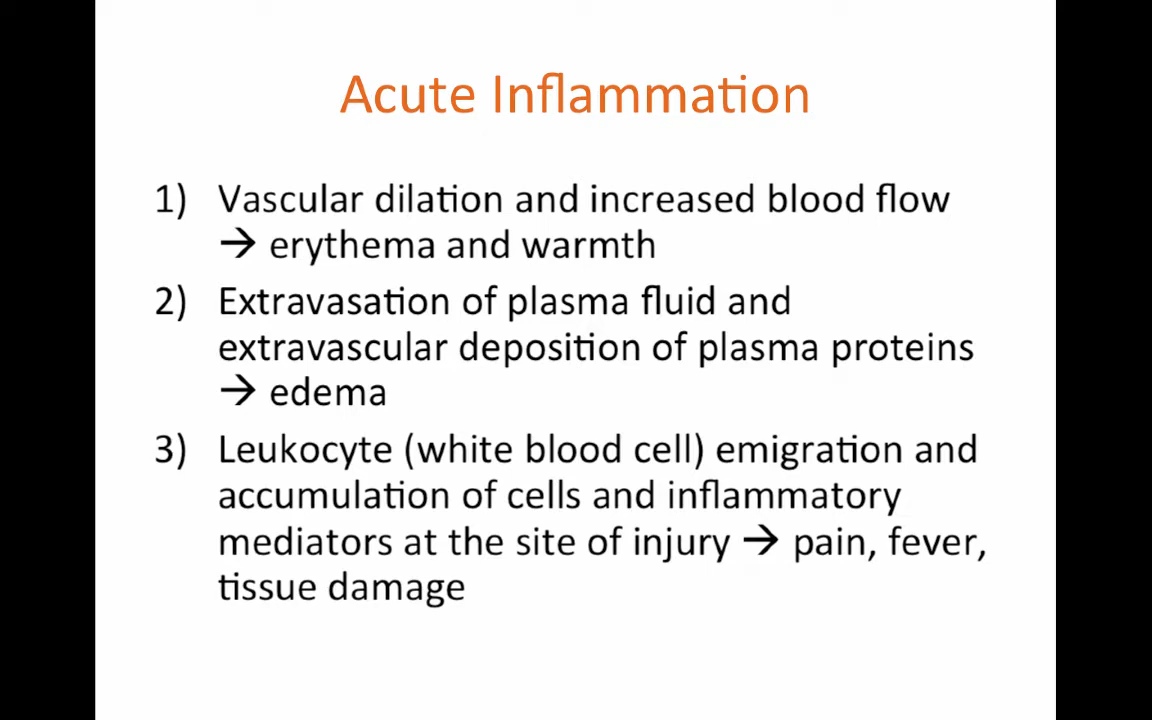 Acute Inflammation
1) Vascular dilation and increased blood flow
→ erythema and warmth
2) Extravasation of plasma fluid and
extravascular deposition of plasma proteins
→ edema
3) Leukocyte (white blood cell) emigration and
accumulation of cells and inflammatory
mediators at the site of injury → pain, fever,
tissue damage